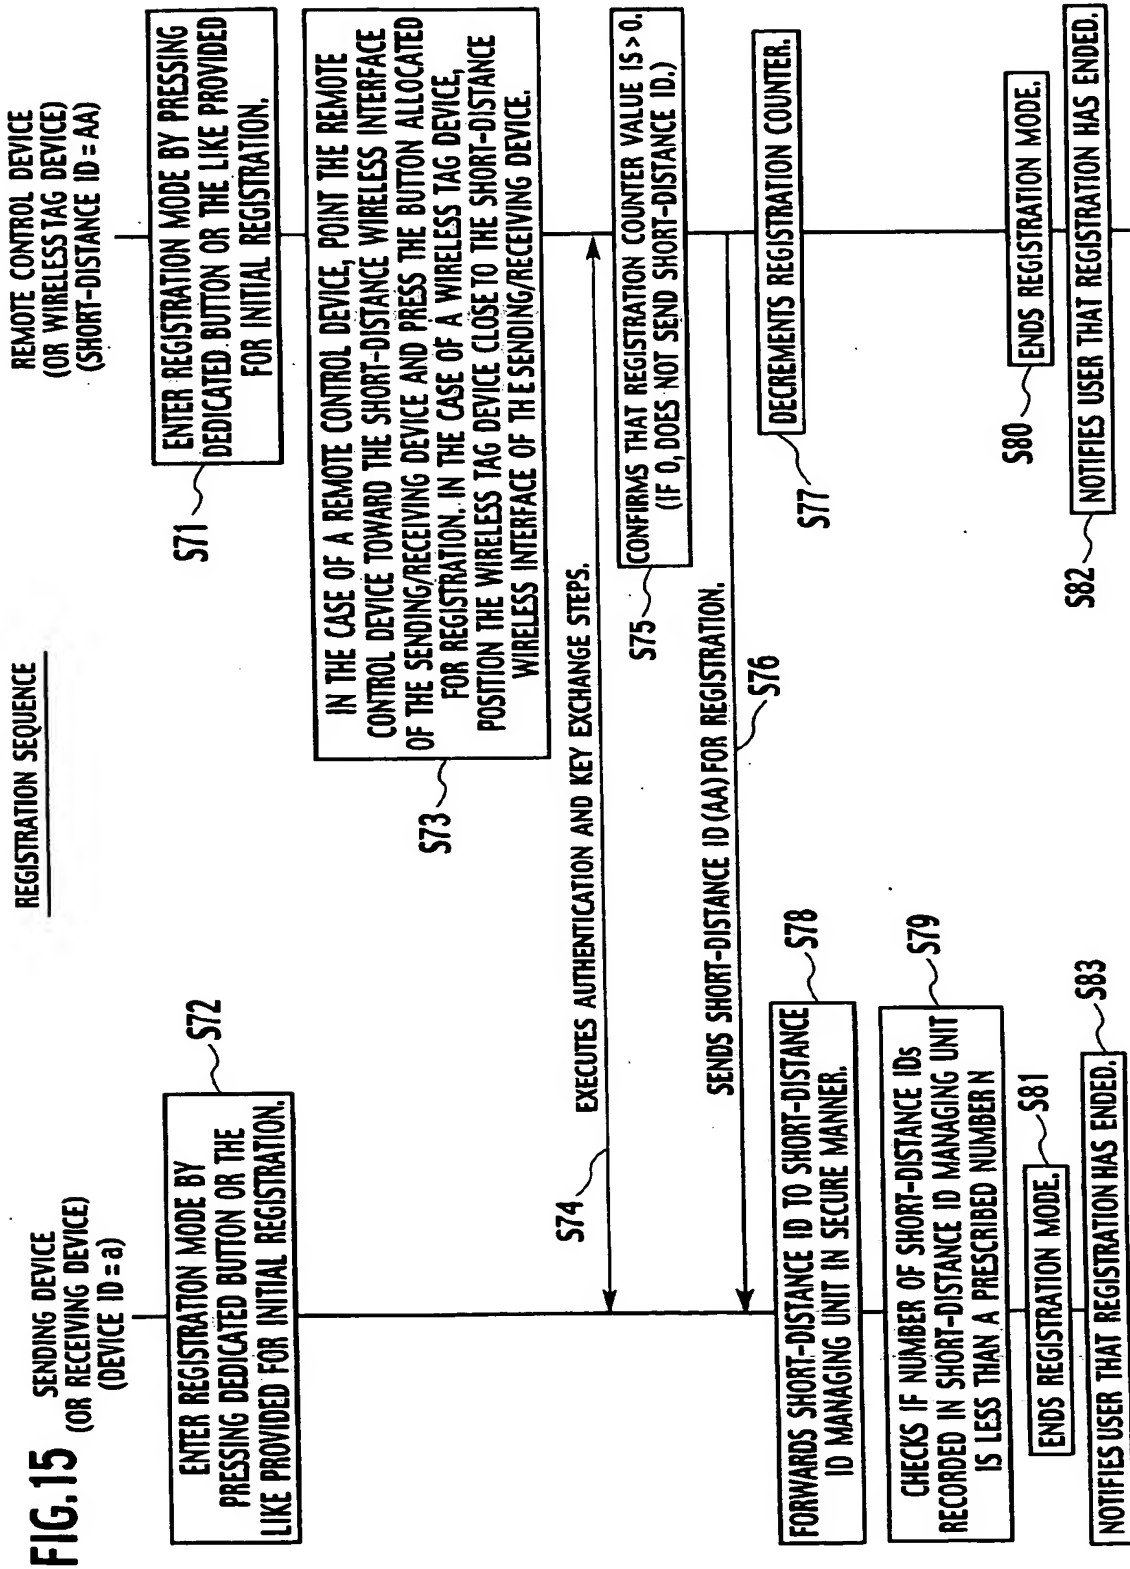 FIG.15
REGISTRATION SEQUENCE
SENDING DEVICE
(OR RECEIVING DEVICE)
(DEVICE ID = a)
REMOTE CONTROL DEVICE
(OR WIRELESS TAG DEVICE)
(SHORT-DISTANCE ID = AA)
S71
ENTER REGISTRATION MODE BY PRESSING
DEDICATED BUTTON OR THE LIKE PROVIDED
FOR INITIAL REGISTRATION.
S72
ENTER REGISTRATION MODE BY
PRESSING DEDICATED BUTTON OR THE
LIKE PROVIDED FOR INITIAL REGISTRATION.
S73
IN THE CASE OF A REMOTE CONTROL DEVICE, POINT THE REMOTE
CONTROL DEVICE TOWARD THE SHORT-DISTANCE WIRELESS INTERFACE
OF THE SENDING/RECEIVING DEVICE AND PRESS THE BUTTON ALLOCATED
FOR REGISTRATION. IN THE CASE OF A WIRELESS TAG DEVICE,
POSITION THE WIRELESS TAG DEVICE CLOSE TO THE SHORT-DISTANCE
WIRELESS INTERFACE OF THE SENDING/RECEIVING DEVICE.
S74
EXECUTES AUTHENTICATION AND KEY EXCHANGE STEPS.
S75
CONFIRMS THAT REGISTRATION COUNTER VALUE IS > 0.
(IF 0, DOES NOT SEND SHORT-DISTANCE ID.)
SENDS SHORT-DISTANCE ID (AA) FOR REGISTRATION.
S76
S77
DECREMENTS REGISTRATION COUNTER.
S78
FORWARDS SHORT-DISTANCE ID TO SHORT-DISTANCE
ID MANAGING UNIT IN SECURE MANNER.
S79
CHECKS IF NUMBER OF SHORT-DISTANCE IDs
RECORDED IN SHORT-DISTANCE ID MANAGING UNIT
IS LESS THAN A PRESCRIBED NUMBER N
S80
ENDS REGISTRATION MODE.
S81
ENDS REGISTRATION MODE.
S82
NOTIFIES USER THAT REGISTRATION HAS ENDED.
S83
NOTIFIES USER THAT REGISTRATION HAS ENDED.